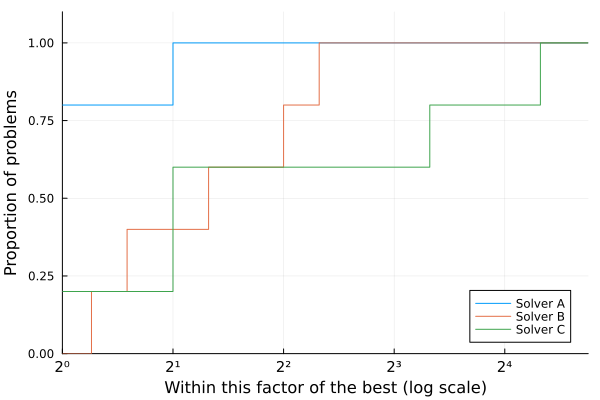 Proportion of problems
1.00
0.75
0.50
0.25
0.00
2⁰
2¹
2²
2³
2⁴
Within this factor of the best (log scale)
Solver A
Solver B
Solver C